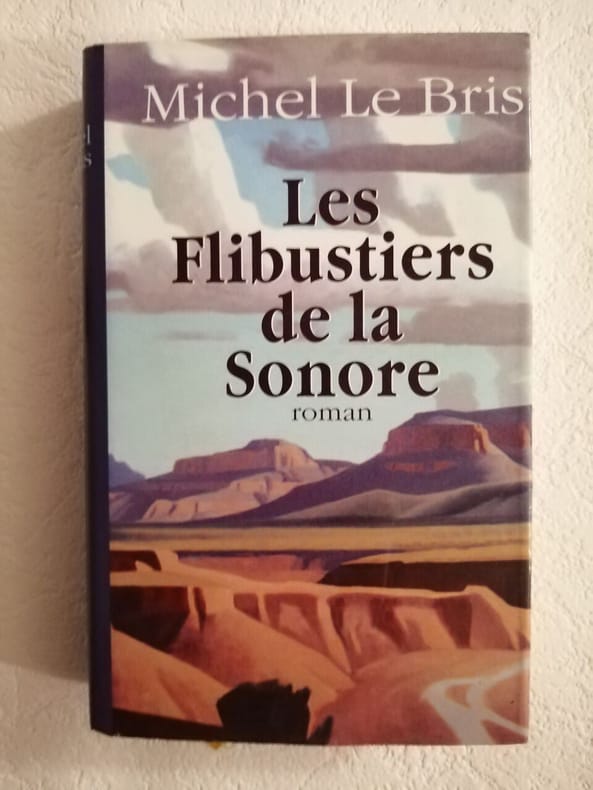 Michel Le Bris
Les
Flibustiers
de la
Sonore
roman